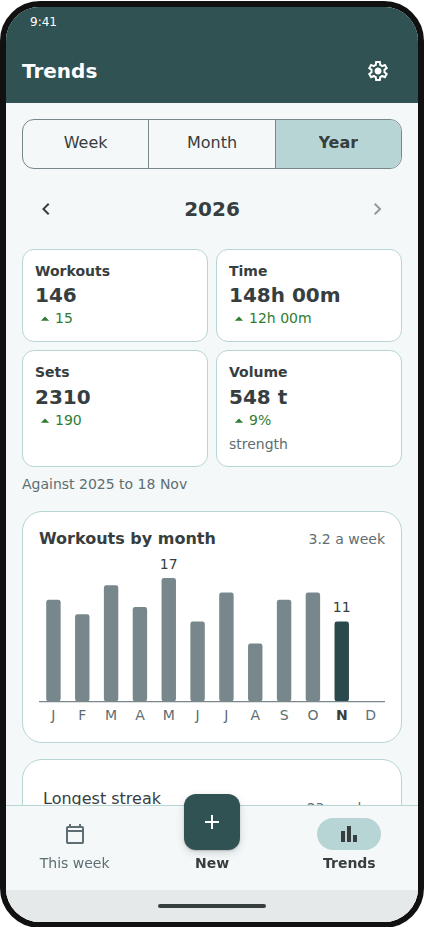 9:41
Trends
Week Month Year
2026
Workouts
146
15
Time
148h 00m
12h 00m
Sets
2310
190
Volume
548 t
9%
strength
Against 2025 to 18 Nov
Workouts by month 3.2 a week
17
11
J F M A M J J A S O N D
Longest streak
This week New Trends